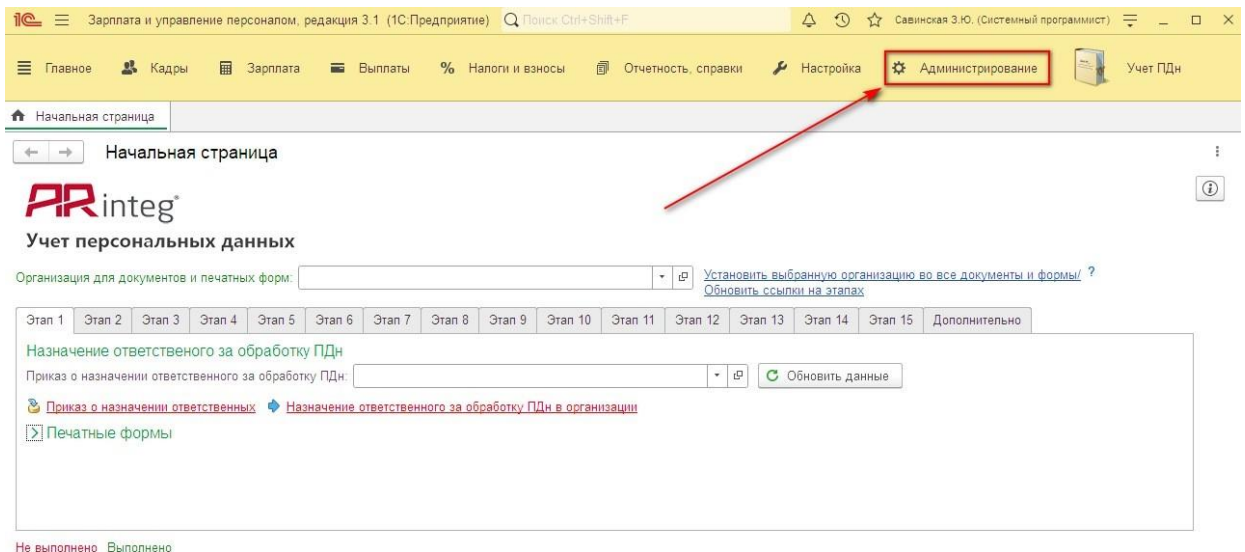 1С Зарплата и управление персоналом, редакция 3.1 (1С:Предприятие) Поиск Ctrl+Shift+F Савинская З.Ю. (Системный программист)
Главное Кадры Зарплата Выплаты % Налоги и взносы Отчетность, справки Настройка Администрирование Учет ПДн
Начальная страница
Начальная страница
ARinteg
Учет персональных данных
Организация для документов и печатных форм: Установить выбранную организацию во все документы и формы/ ?
Обновить ссылки на этапах
Этап 1 Этап 2 Этап 3 Этап 4 Этап 5 Этап 6 Этап 7 Этап 8 Этап 9 Этап 10 Этап 11 Этап 12 Этап 13 Этап 14 Этап 15 Дополнительно
Назначение ответственого за обработку ПДн
Приказ о назначении ответственного за обработку ПДн: Обновить данные
Приказ о назначении ответственных Назначение ответственного за обработку ПДн в организации
Печатные формы
Не выполнено Выполнено